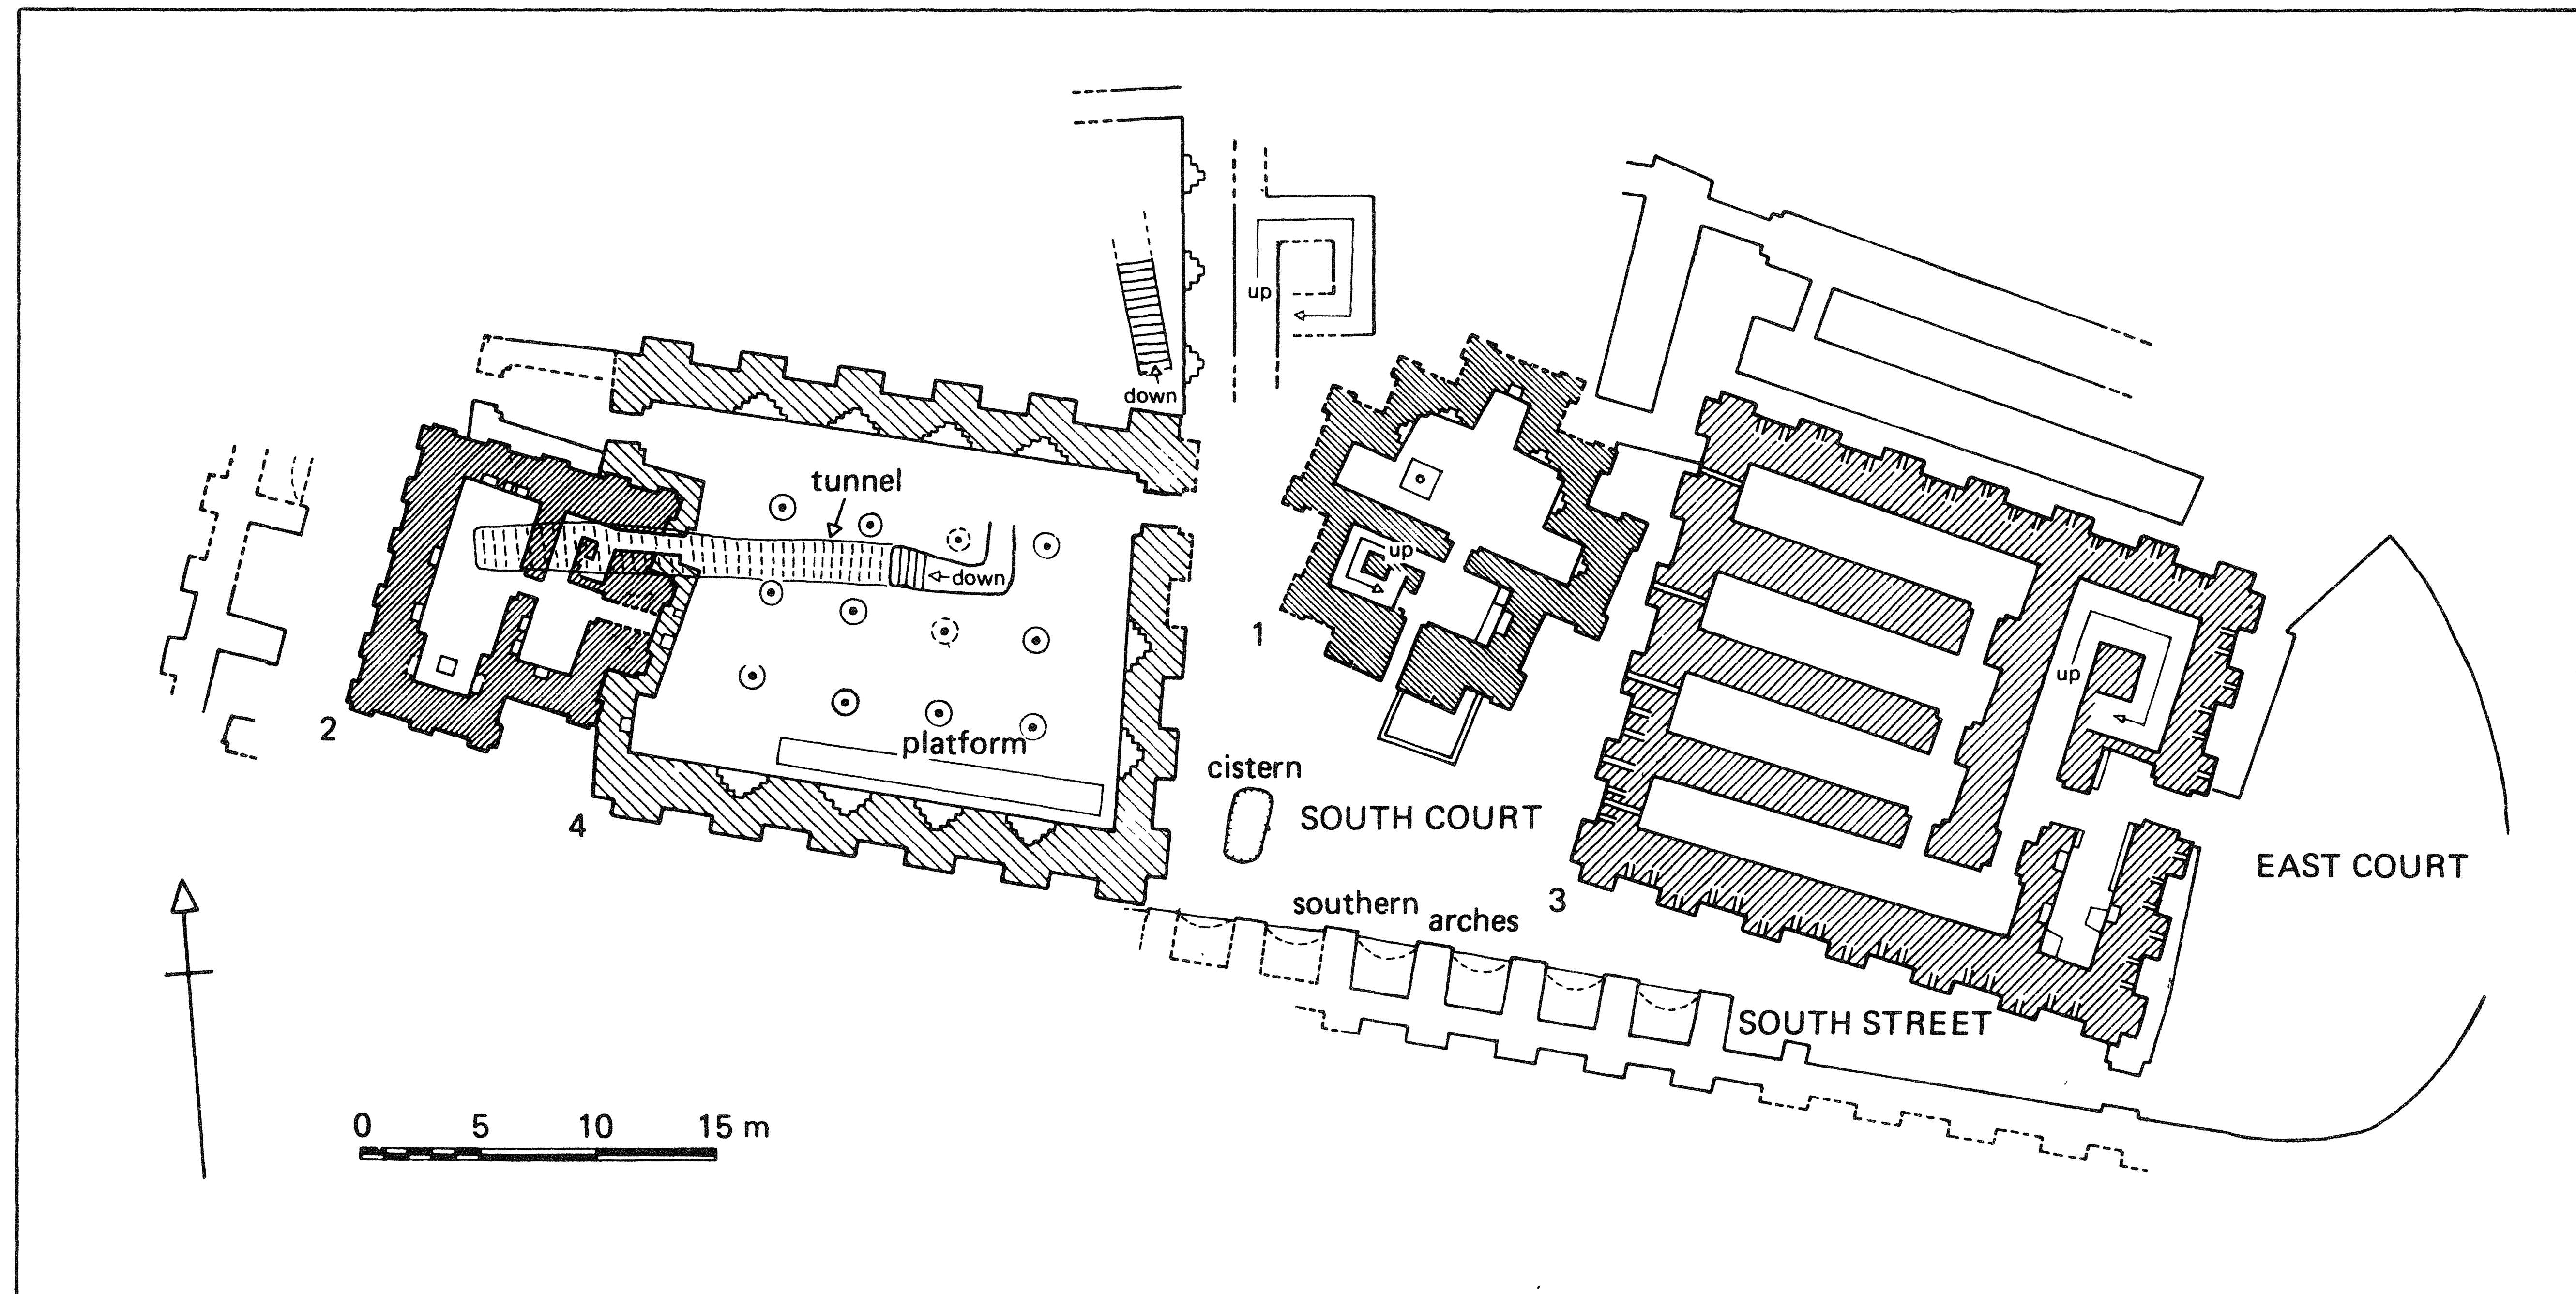 up
down
tunnel
up
down
up
1
2
platform
cistern
SOUTH COURT
4
EAST COURT
southern
arches
3
SOUTH STREET
0 5 10 15 m